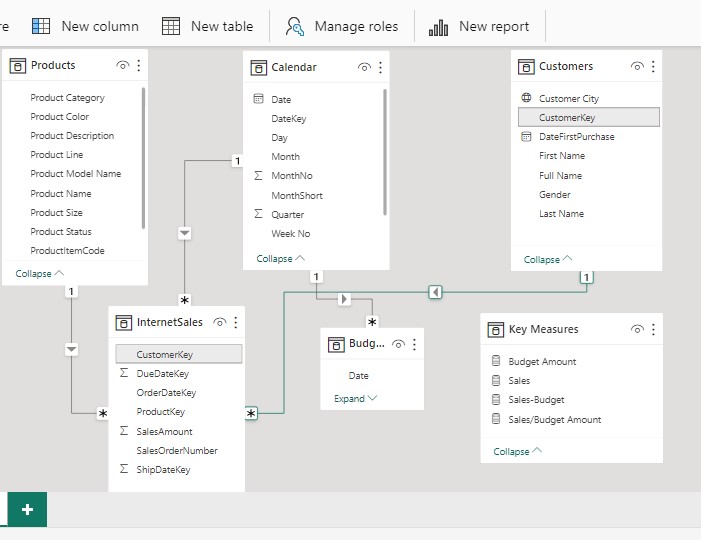 re
New column
New table
Manage roles
New report
Products
Product Category
Product Color
Product Description
Product Line
Product Model Name
Product Name
Product Size
Product Status
ProductItemCode
Collapse
1
Calendar
Date
DateKey
Day
Month
MonthNo
MonthShort
Quarter
Week No
Collapse
1
1
Customers
Customer City
CustomerKey
DateFirstPurchase
First Name
Full Name
Gender
Last Name
Collapse
1
InternetSales
CustomerKey
DueDateKey
OrderDateKey
ProductKey
SalesAmount
SalesOrderNumber
ShipDateKey
*
*
*
Budg...
Date
Expand
*
Key Measures
Budget Amount
Sales
Sales-Budget
Sales/Budget Amount
Collapse
+